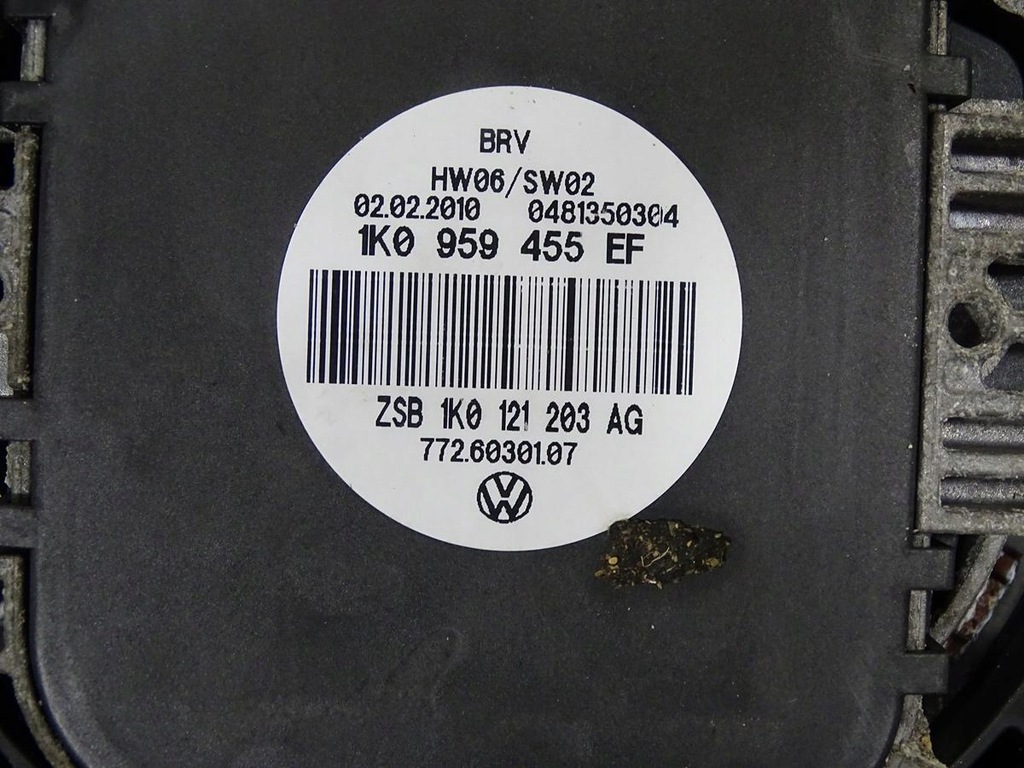 BRV
HW06/SW02
02.02.2010 0481350304
1K0 959 455 EF
ZSB 1K0 121 203 AG
772.60301.07